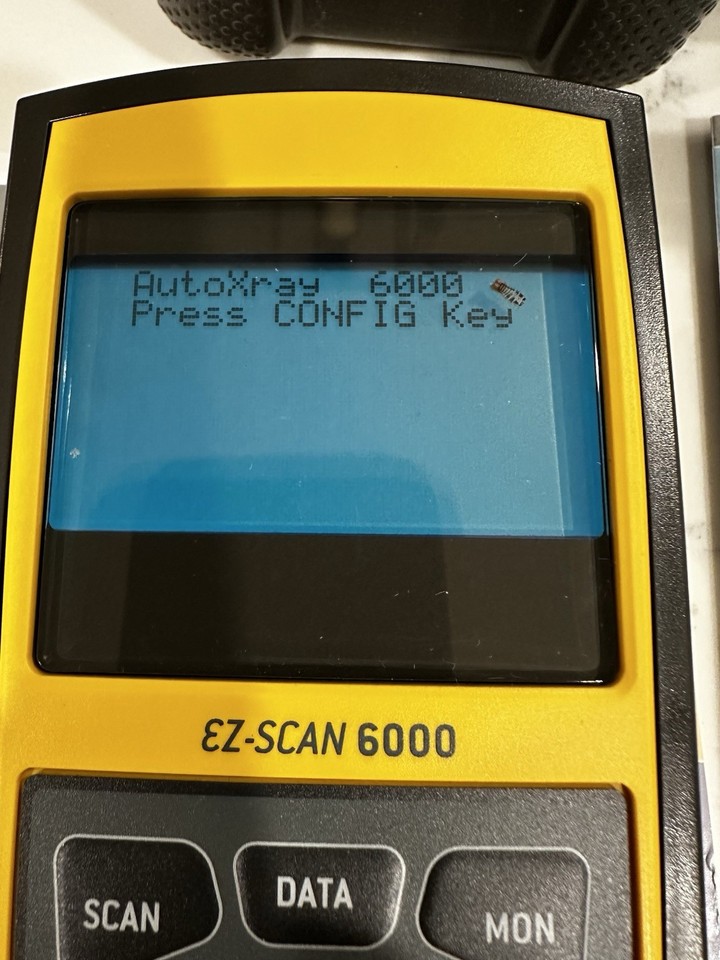 AutoXray 6000
Press CONFIG Key
EZ-SCAN 6000
SCAN
DATA
MON